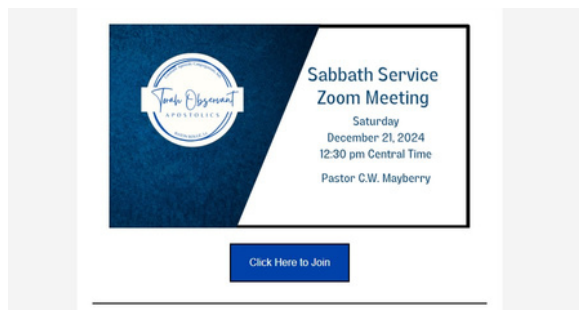 Torah Observant
APOSTOLICS
Sabbath Service
Zoom Meeting
Saturday
December 21, 2024
12:30 pm Central Time
Pastor C.W. Mayberry
Click Here to Join